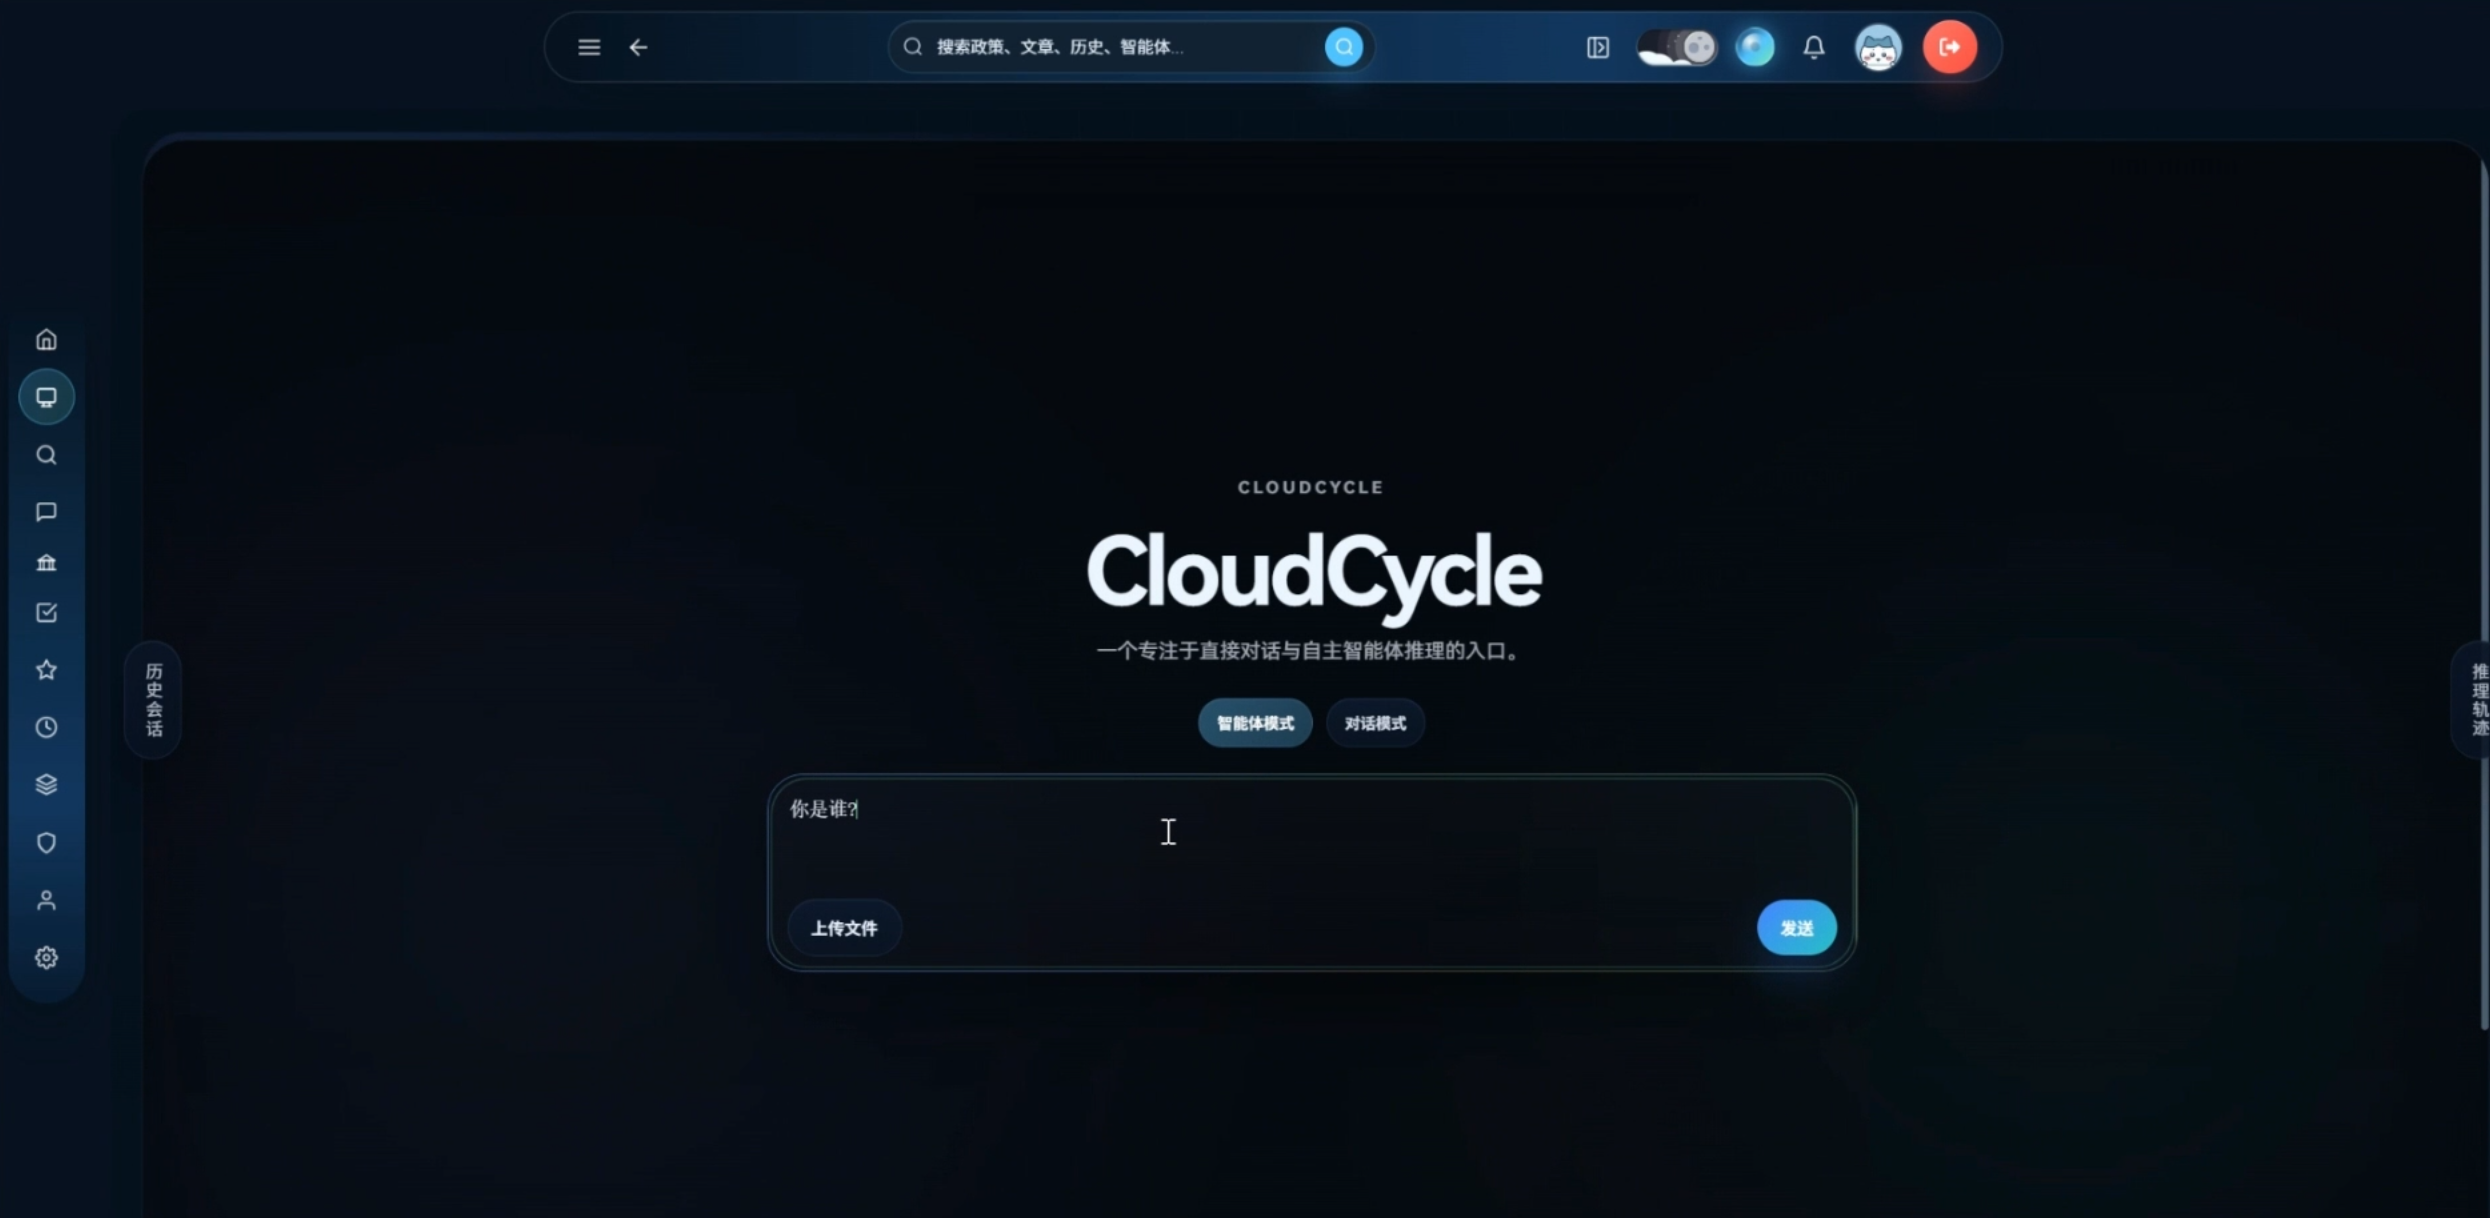 搜索政策、文章、历史、智能体...
CLOUDCYCLE
CloudCycle
一个专注于直接对话与自主智能体推理的入口。
智能体模式 对话模式
历史会话
推理轨迹
你是谁?
上传文件
发送